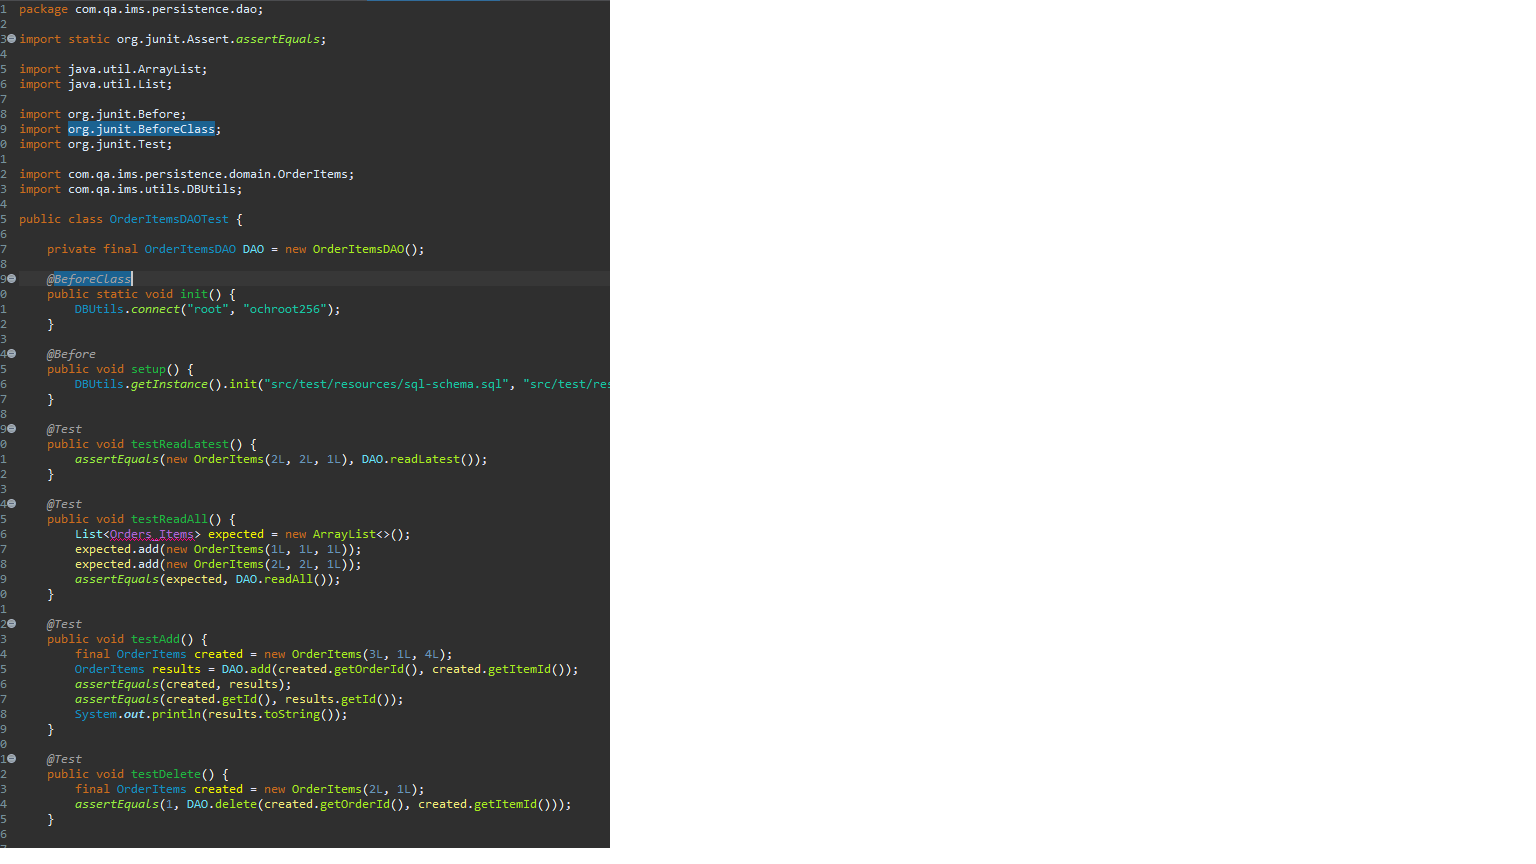 1 package com.qa.ims.persistence.dao;
2
3 import static org.junit.Assert.assertEquals;
4
5 import java.util.ArrayList;
6 import java.util.List;
7
8 import org.junit.Before;
9 import org.junit.BeforeClass;
0 import org.junit.Test;
1
2 import com.qa.ims.persistence.domain.OrderItems;
3 import com.qa.ims.utils.DBUtils;
4
5 public class OrderItemsDAOTest {
6
7 private final OrderItemsDAO DAO = new OrderItemsDAO();
8
9 @BeforeClass
0 public static void init() {
1 DBUtils.connect("root", "ochroot256");
2 }
3
4 @Before
5 public void setup() {
6 DBUtils.getInstance().init("src/test/resources/sql-schema.sql", "src/test/res
7 }
8
9 @Test
0 public void testReadLatest() {
1 assertEquals(new OrderItems(2L, 2L, 1L), DAO.readLatest());
2 }
3
4 @Test
5 public void testReadAll() {
6 List<Orders_Items> expected = new ArrayList<>();
7 expected.add(new OrderItems(1L, 1L, 1L));
8 expected.add(new OrderItems(2L, 2L, 1L));
9 assertEquals(expected, DAO.readAll());
0 }
1
2 @Test
3 public void testAdd() {
4 final OrderItems created = new OrderItems(3L, 1L, 4L);
5 OrderItems results = DAO.add(created.getOrderId(), created.getItemId());
6 assertEquals(created, results);
7 assertEquals(created.getId(), results.getId());
8 System.out.println(results.toString());
9 }
0
1 @Test
2 public void testDelete() {
3 final OrderItems created = new OrderItems(2L, 1L);
4 assertEquals(1, DAO.delete(created.getOrderId(), created.getItemId()));
5 }
6